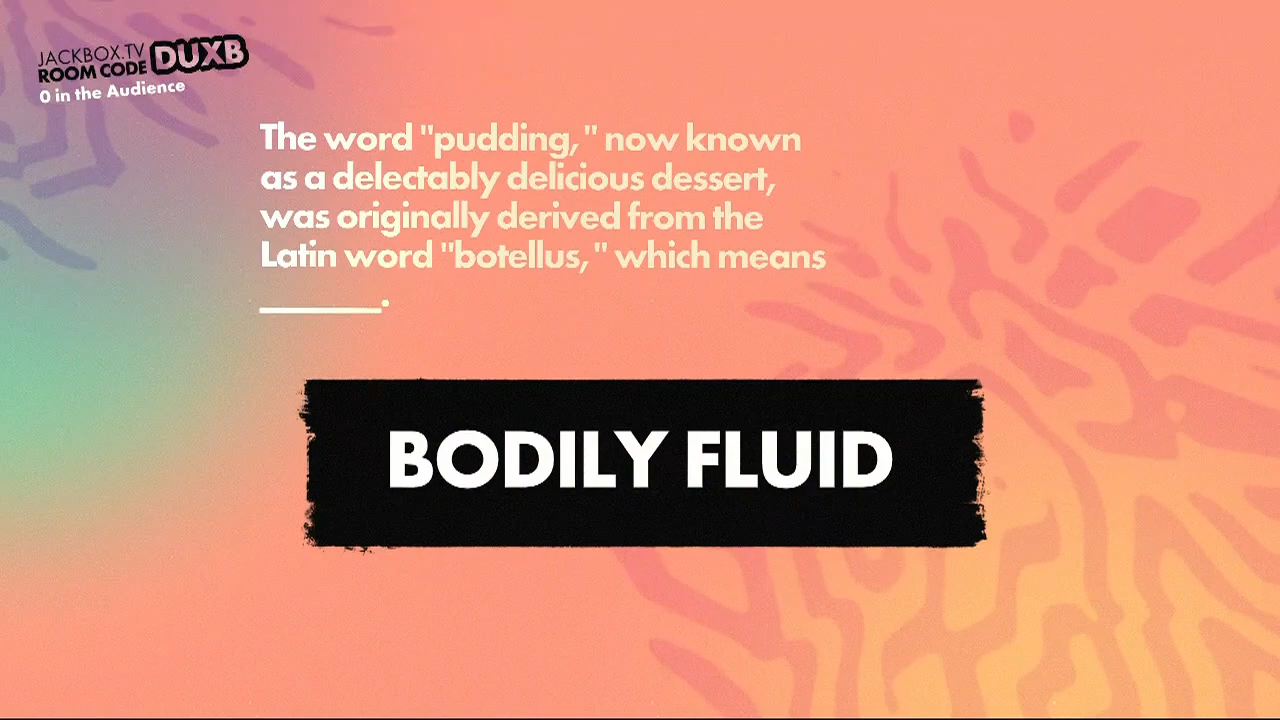 JACKBOX.TV
ROOM CODE DUXB
0 in the Audience
The word "pudding," now known
as a delectably delicious dessert,
was originally derived from the
Latin word "botellus," which means
________.
BODILY FLUID